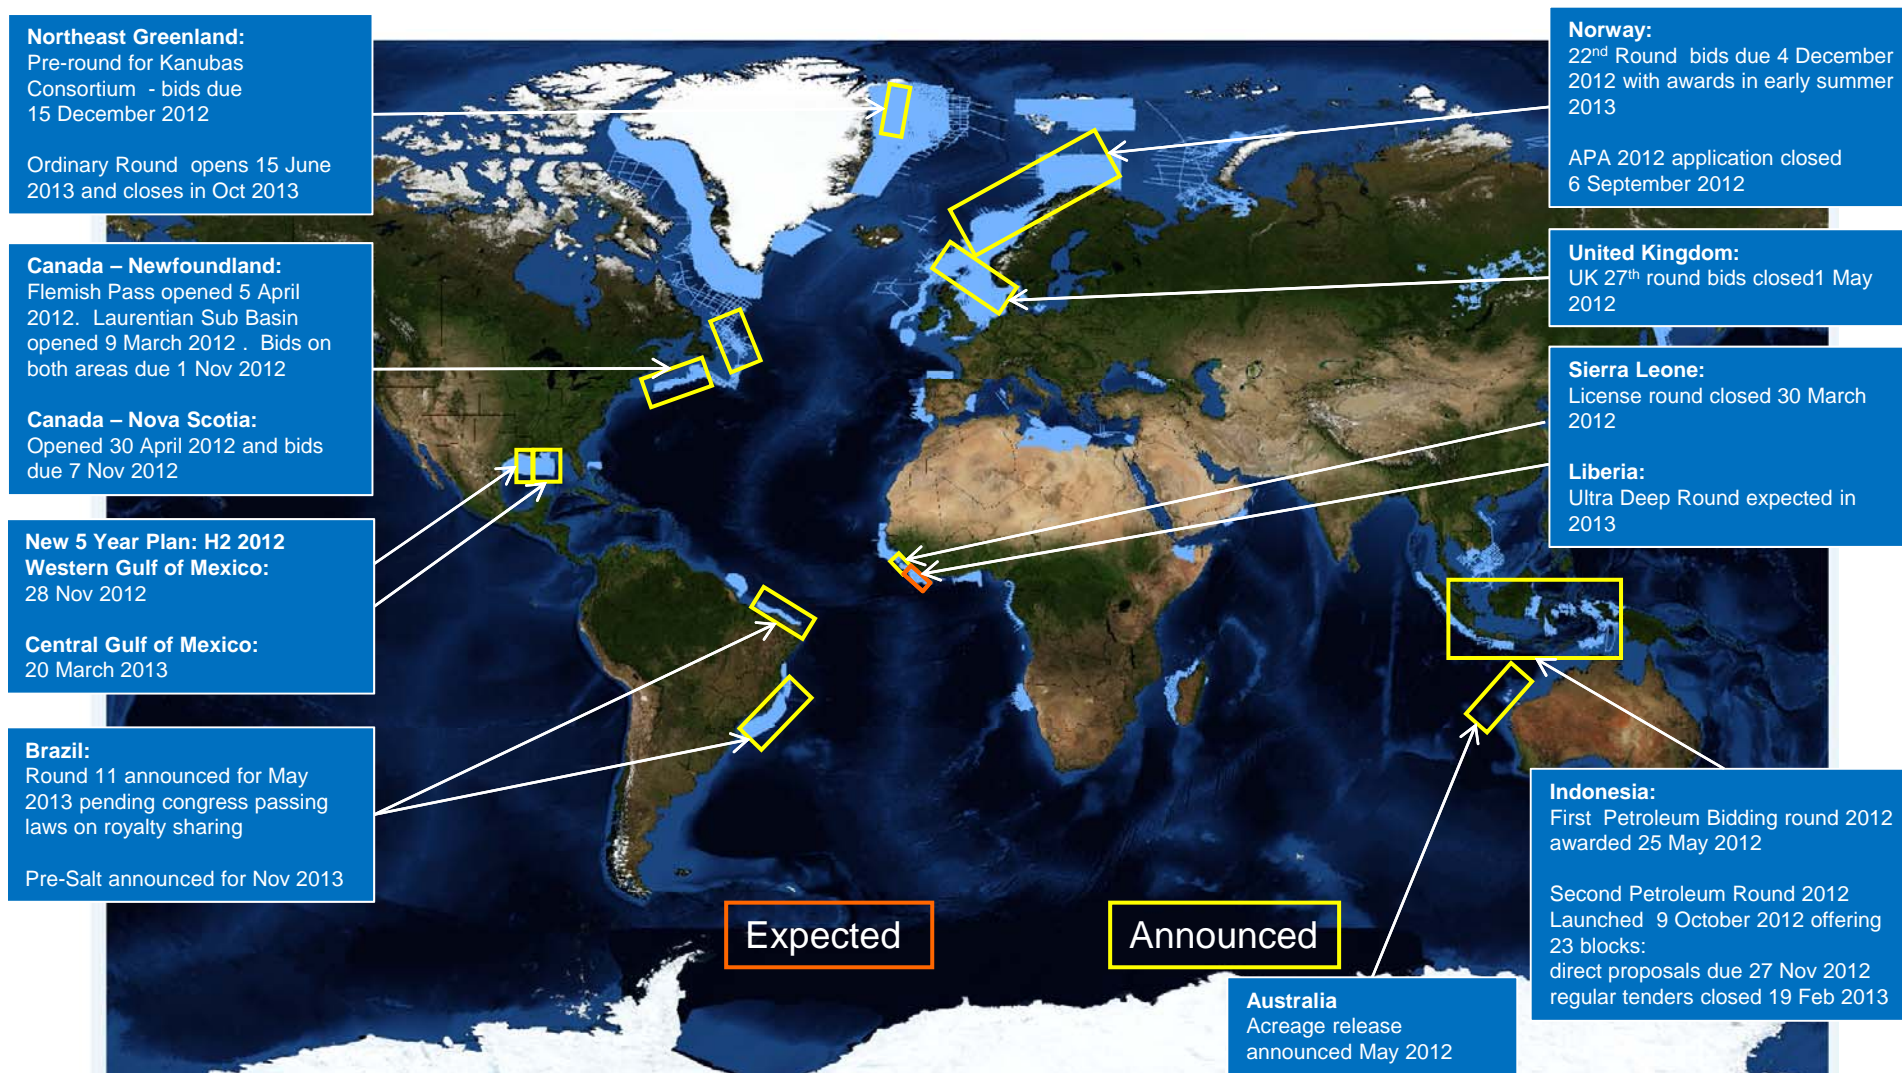 Northeast Greenland:
Pre-round for Kanubas
Consortium - bids due
15 December 2012
Ordinary Round opens 15 June
2013 and closes in Oct 2013
Canada – Newfoundland:
Flemish Pass opened 5 April
2012. Laurentian Sub Basin
opened 9 March 2012 . Bids on
both areas due 1 Nov 2012
Canada – Nova Scotia:
Opened 30 April 2012 and bids
due 7 Nov 2012
New 5 Year Plan: H2 2012
Western Gulf of Mexico:
28 Nov 2012
Central Gulf of Mexico:
20 March 2013
Brazil:
Round 11 announced for May
2013 pending congress passing
laws on royalty sharing
Pre-Salt announced for Nov 2013
Expected
Announced
Norway:
22nd Round bids due 4 December
2012 with awards in early summer
2013
APA 2012 application closed
6 September 2012
United Kingdom:
UK 27th round bids closed1 May
2012
Sierra Leone:
License round closed 30 March
2012
Liberia:
Ultra Deep Round expected in
2013
Indonesia:
First Petroleum Bidding round 2012
awarded 25 May 2012
Second Petroleum Round 2012
Launched 9 October 2012 offering
23 blocks:
direct proposals due 27 Nov 2012
regular tenders closed 19 Feb 2013
Australia
Acreage release
announced May 2012